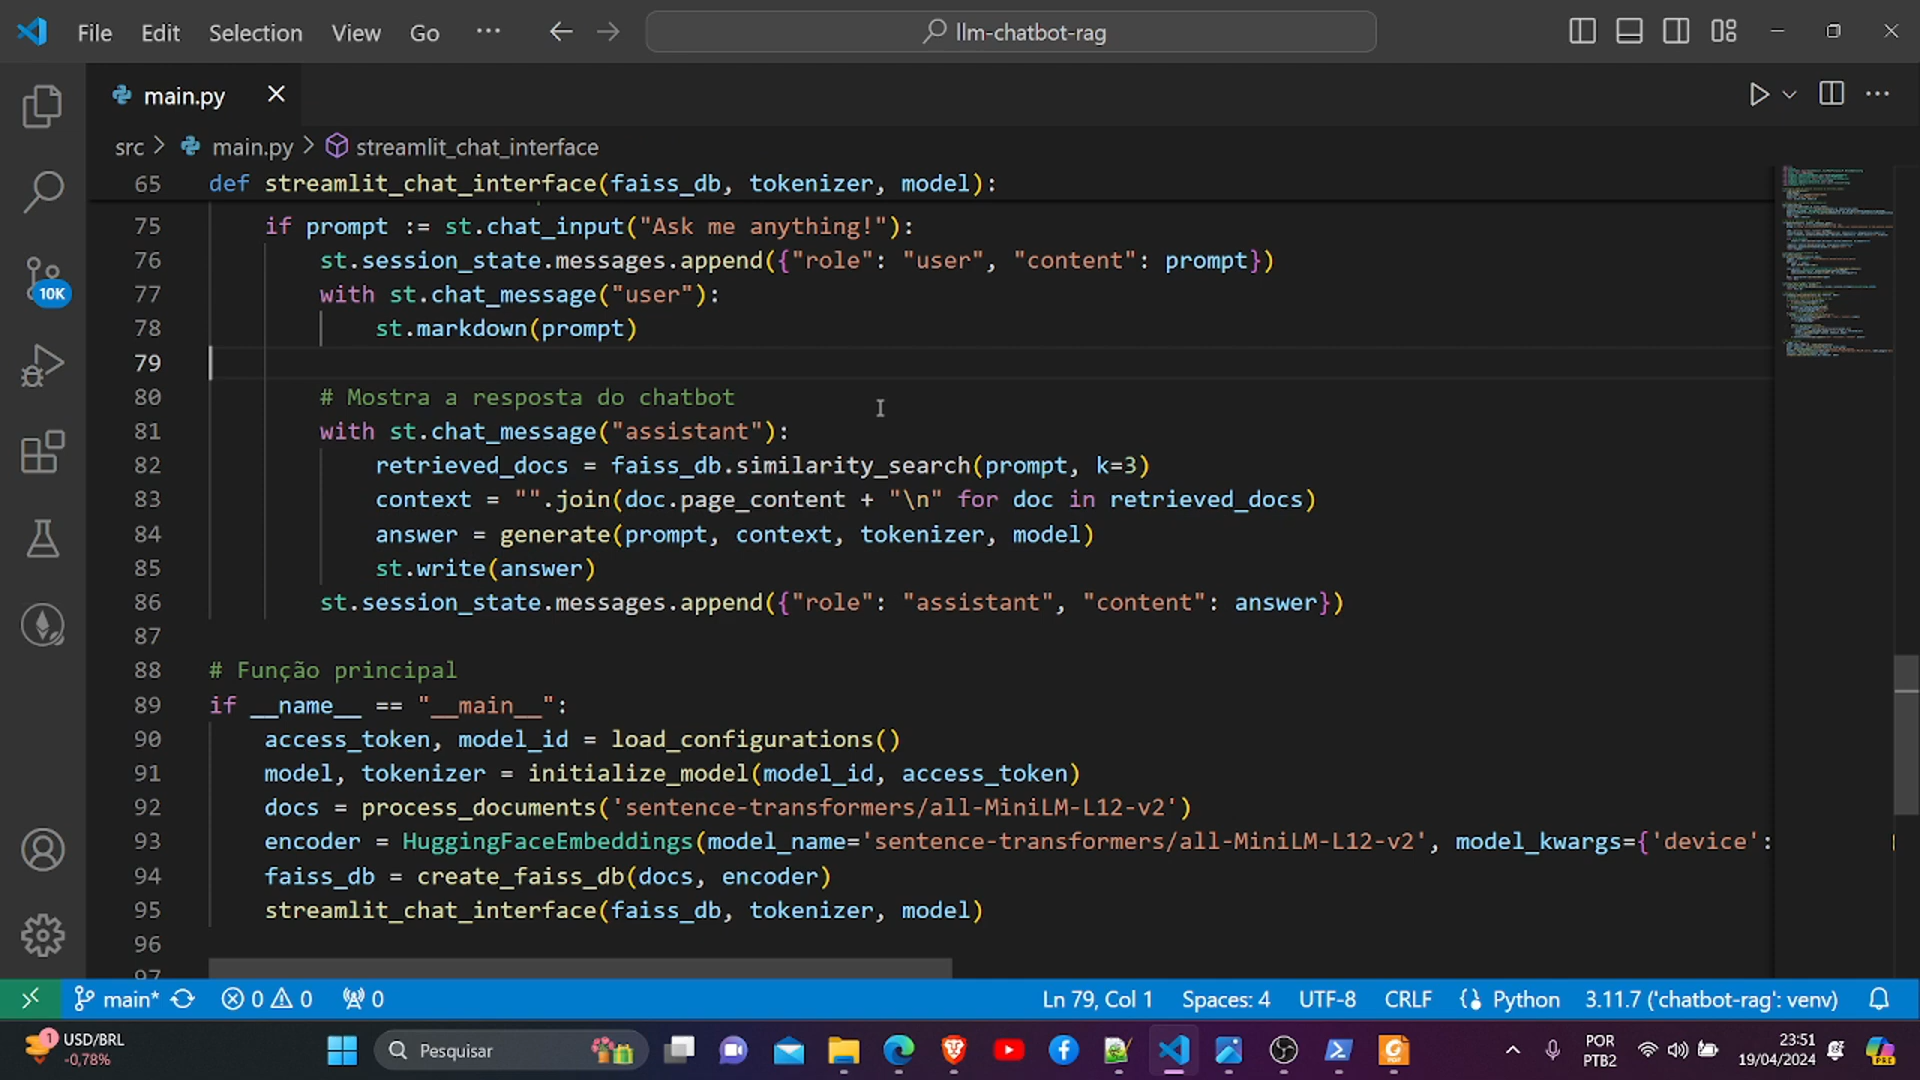 File Edit Selection View Go ··· llm-chatbot-rag
main.py
src > main.py > streamlit_chat_interface
65 def streamlit_chat_interface(faiss_db, tokenizer, model):
75 if prompt := st.chat_input("Ask me anything!"):
76 st.session_state.messages.append({"role": "user", "content": prompt})
77 with st.chat_message("user"):
78 st.markdown(prompt)
79
80 # Mostra a resposta do chatbot
81 with st.chat_message("assistant"):
82 retrieved_docs = faiss_db.similarity_search(prompt, k=3)
83 context = "".join(doc.page_content + "\n" for doc in retrieved_docs)
84 answer = generate(prompt, context, tokenizer, model)
85 st.write(answer)
86 st.session_state.messages.append({"role": "assistant", "content": answer})
87
88 # Função principal
89 if __name__ == "__main__":
90 access_token, model_id = load_configurations()
91 model, tokenizer = initialize_model(model_id, access_token)
92 docs = process_documents('sentence-transformers/all-MiniLM-L12-v2')
93 encoder = HuggingFaceEmbeddings(model_name='sentence-transformers/all-MiniLM-L12-v2', model_kwargs={'device':
94 faiss_db = create_faiss_db(docs, encoder)
95 streamlit_chat_interface(faiss_db, tokenizer, model)
96
97
10K
main* 0 0 0 Ln 79, Col 1 Spaces: 4 UTF-8 CRLF Python 3.11.7 ('chatbot-rag': venv)
1 USD/BRL
-0,78%
Pesquisar
POR
PTB2
23:51
19/04/2024
PRE